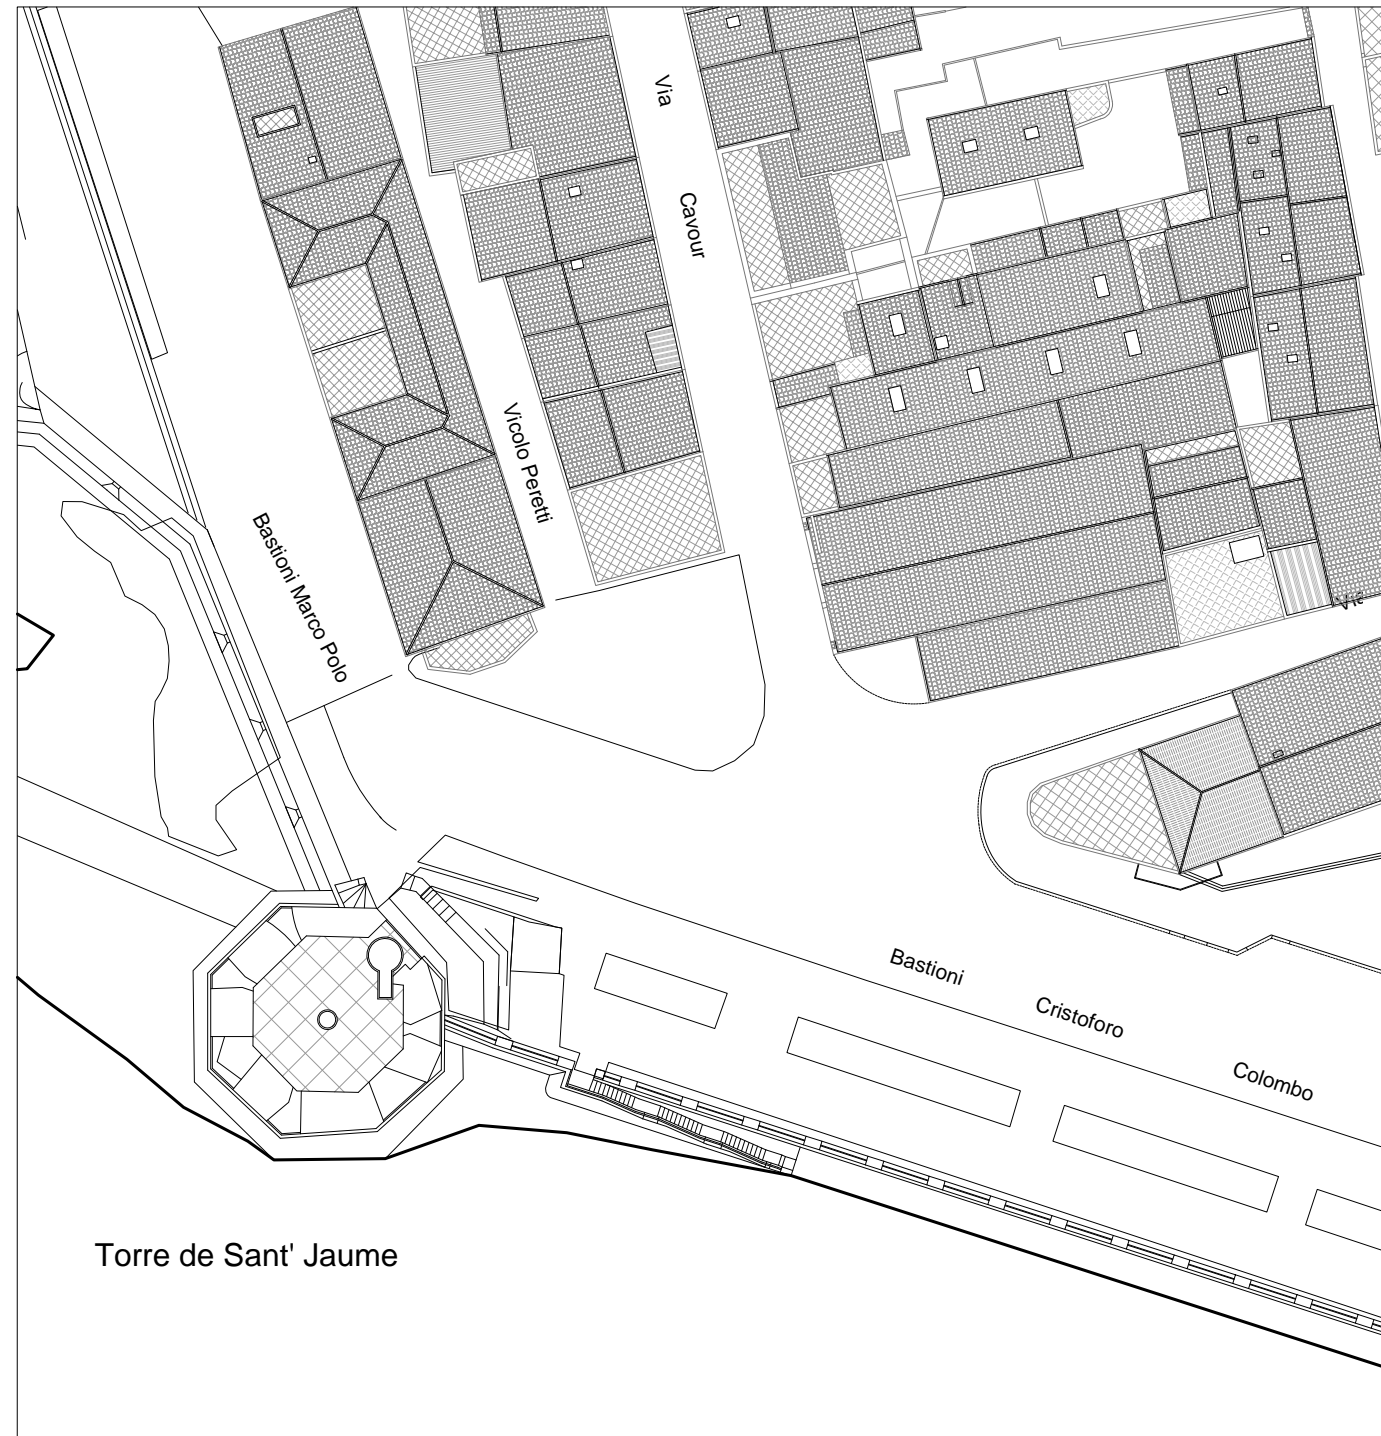 Via
Cavour
Vicolo Peretti
Bastioni Marco Polo
Bastioni
Cristoforo
Colombo
Torre de Sant' Jaume